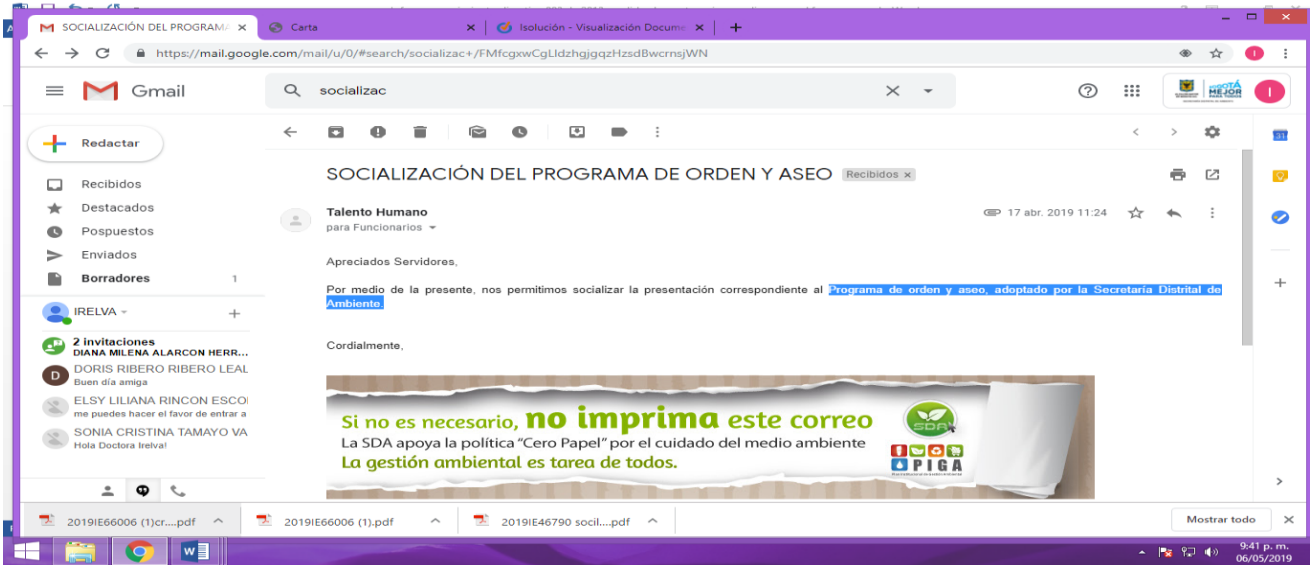 SOCIALIZACIÓN DEL PROGRAMA
Carta
Isolución - Visualización Docume
https://mail.google.com/mail/u/0/#search/socializac+/FMfcgxwCgLldzhgjgqzHzsdBwcrnsjWN
Gmail
socializac
BOGOTÁ MEJOR PARA TODOS
I
Redactar
SOCIALIZACIÓN DEL PROGRAMA DE ORDEN Y ASEO Recibidos x
31
Recibidos
Destacados
Pospuestos
Enviados
Borradores 1
Talento Humano
17 abr. 2019 11:24
para Funcionarios
Apreciados Servidores,
Por medio de la presente, nos permitimos socializar la presentación correspondiente al Programa de orden y aseo, adoptado por la Secretaría Distrital de
Ambiente.
Cordialmente,
IRELVA
2 invitaciones
DIANA MILENA ALARCON HERR...
D
DORIS RIBERO RIBERO LEAL
Buen día amiga
ELSY LILIANA RINCON ESCO
me puedes hacer el favor de entrar a
SONIA CRISTINA TAMAYO VA
Hola Doctora Irelva!
Si no es necesario, no imprima este correo
La SDA apoya la política "Cero Papel" por el cuidado del medio ambiente
La gestión ambiental es tarea de todos.
SDA
PIGA
2019IE66006 (1)cr....pdf
2019IE66006 (1).pdf
2019IE46790 socil....pdf
Mostrar todo
9:41 p. m.
06/05/2019